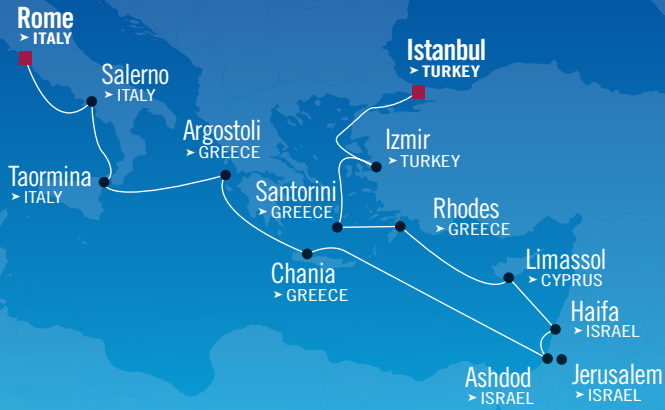 Rome
➤ ITALY
Istanbul
➤ TURKEY
Salerno
➤ ITALY
Argostoli
➤ GREECE
Izmir
➤ TURKEY
Taormina
➤ ITALY
Santorini
➤ GREECE
Rhodes
➤ GREECE
Limassol
➤ CYPRUS
Chania
➤ GREECE
Haifa
➤ ISRAEL
Ashdod
➤ ISRAEL
Jerusalem
➤ ISRAEL